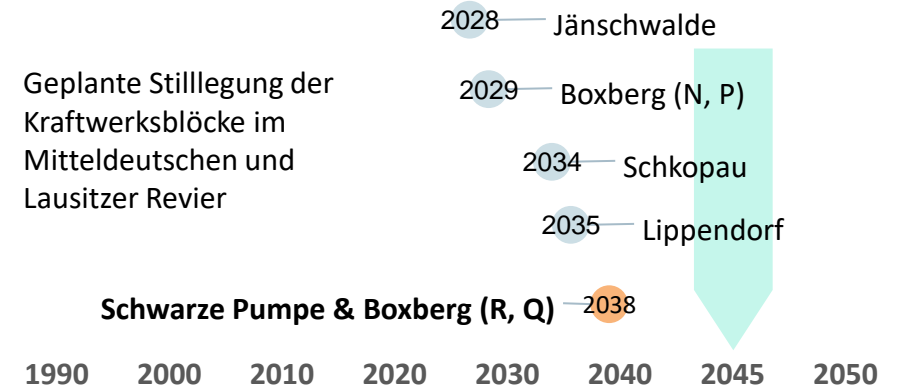 2028 Jänschwalde
Geplante Stilllegung der
Kraftwerksblöcke im
Mitteldeutschen und
Lausitzer Revier
2029 Boxberg (N, P)
2034 Schkopau
2035 Lippendorf
Schwarze Pumpe & Boxberg (R, Q) 2038
1990 2000 2010 2020 2030 2040 2045 2050